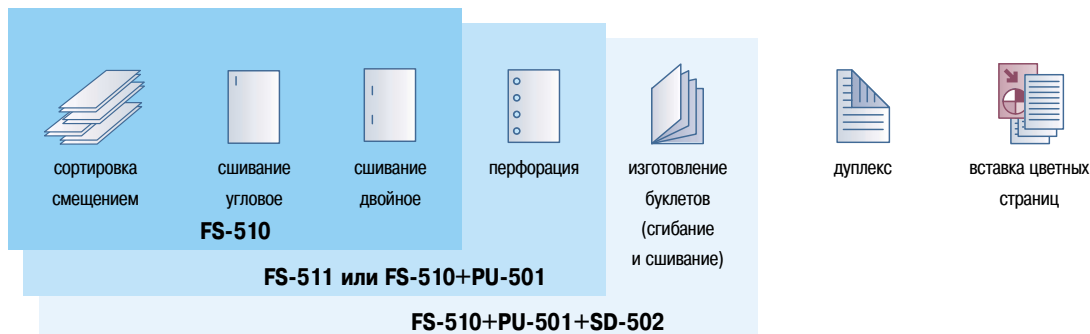 сортировка
смещением
сшивание
угловое
сшивание
двойное
перфорация
изготовление
буклетов
(сгибание
и сшивание)
дуплекс
вставка цветных
страниц
FS-510
FS-511 или FS-510+PU-501
FS-510+PU-501+SD-502